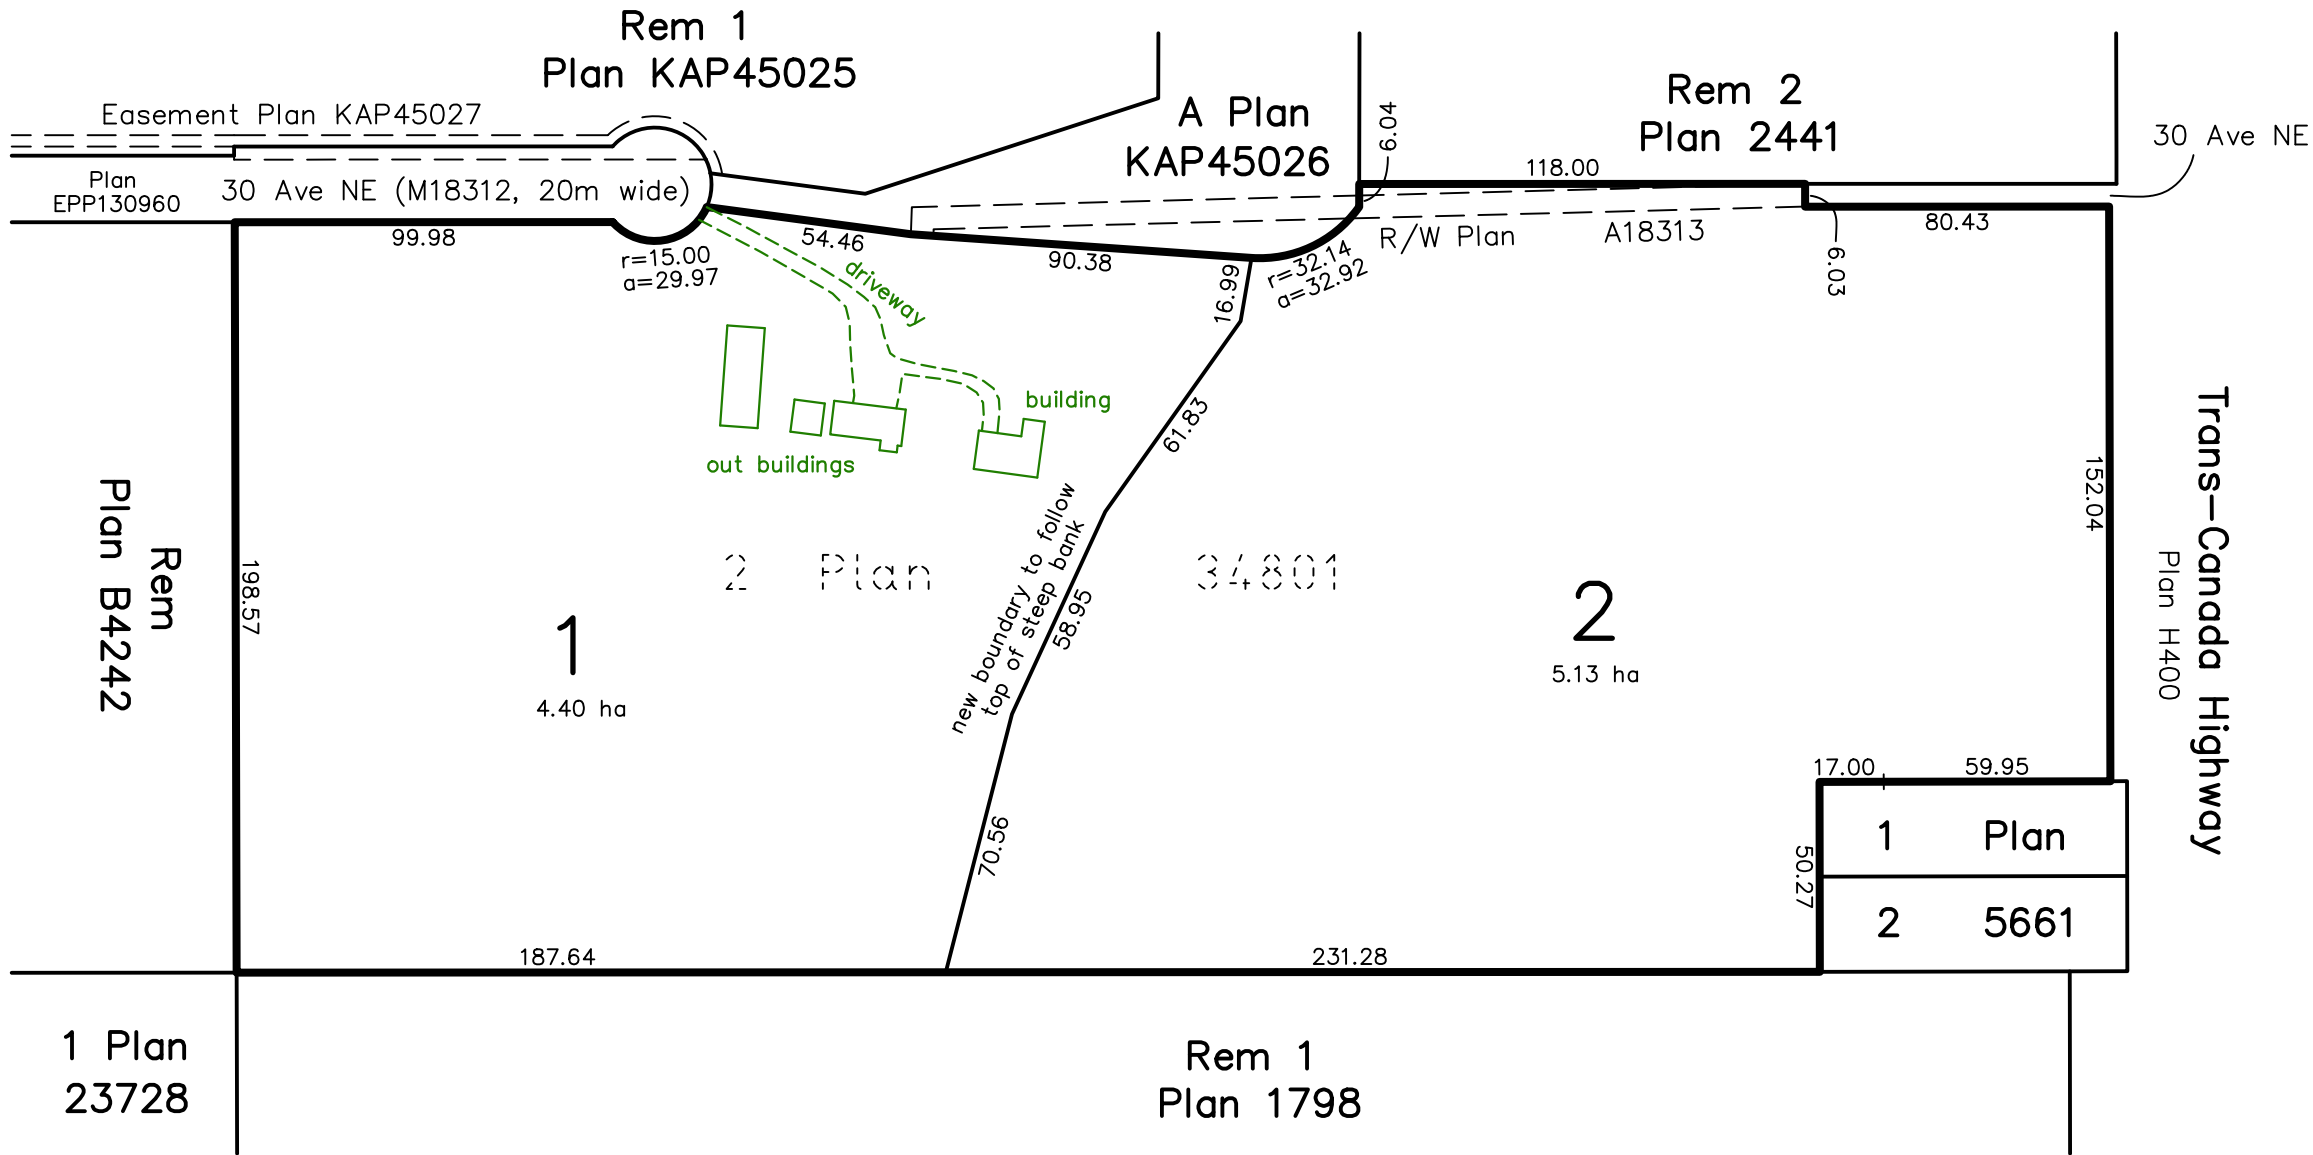 Rem 1
Plan KAP45025
Easement Plan KAP45027
A Plan
KAP45026
Rem 2
Plan 2441
30 Ave NE
6.04
118.00
Plan
EPP130960
30 Ave NE (M18312, 20m wide)
99.98
r=15.00
a=29.97
54.46
90.38
16.99
r=32.14
a=32.92
R/W Plan
A18313
80.43
6.03
driveway
building
out buildings
61.83
152.04
Trans-Canada Highway
Plan H400
Rem
Plan B4242
198.57
2 Plan 34801
new boundary to follow
top of steep bank
58.95
1
4.40 ha
2
5.13 ha
17.00
59.95
70.56
50.27
1 Plan
2 5661
187.64
231.28
1 Plan
23728
Rem 1
Plan 1798